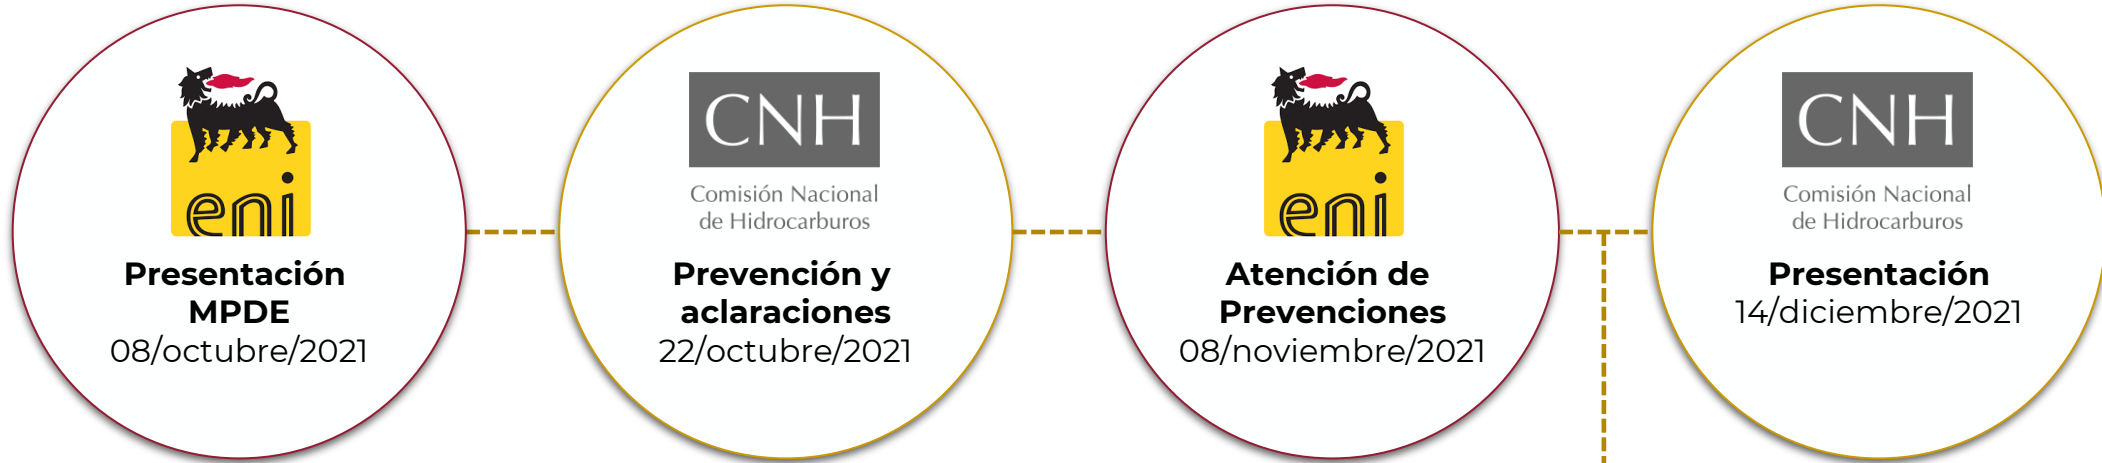 eni
Presentación
MPDE
08/octubre/2021
CNH
Comisión Nacional
de Hidrocarburos
Prevención y
aclaraciones
22/octubre/2021
eni
Atención de
Prevenciones
08/noviembre/2021
CNH
Comisión Nacional
de Hidrocarburos
Presentación
14/diciembre/2021